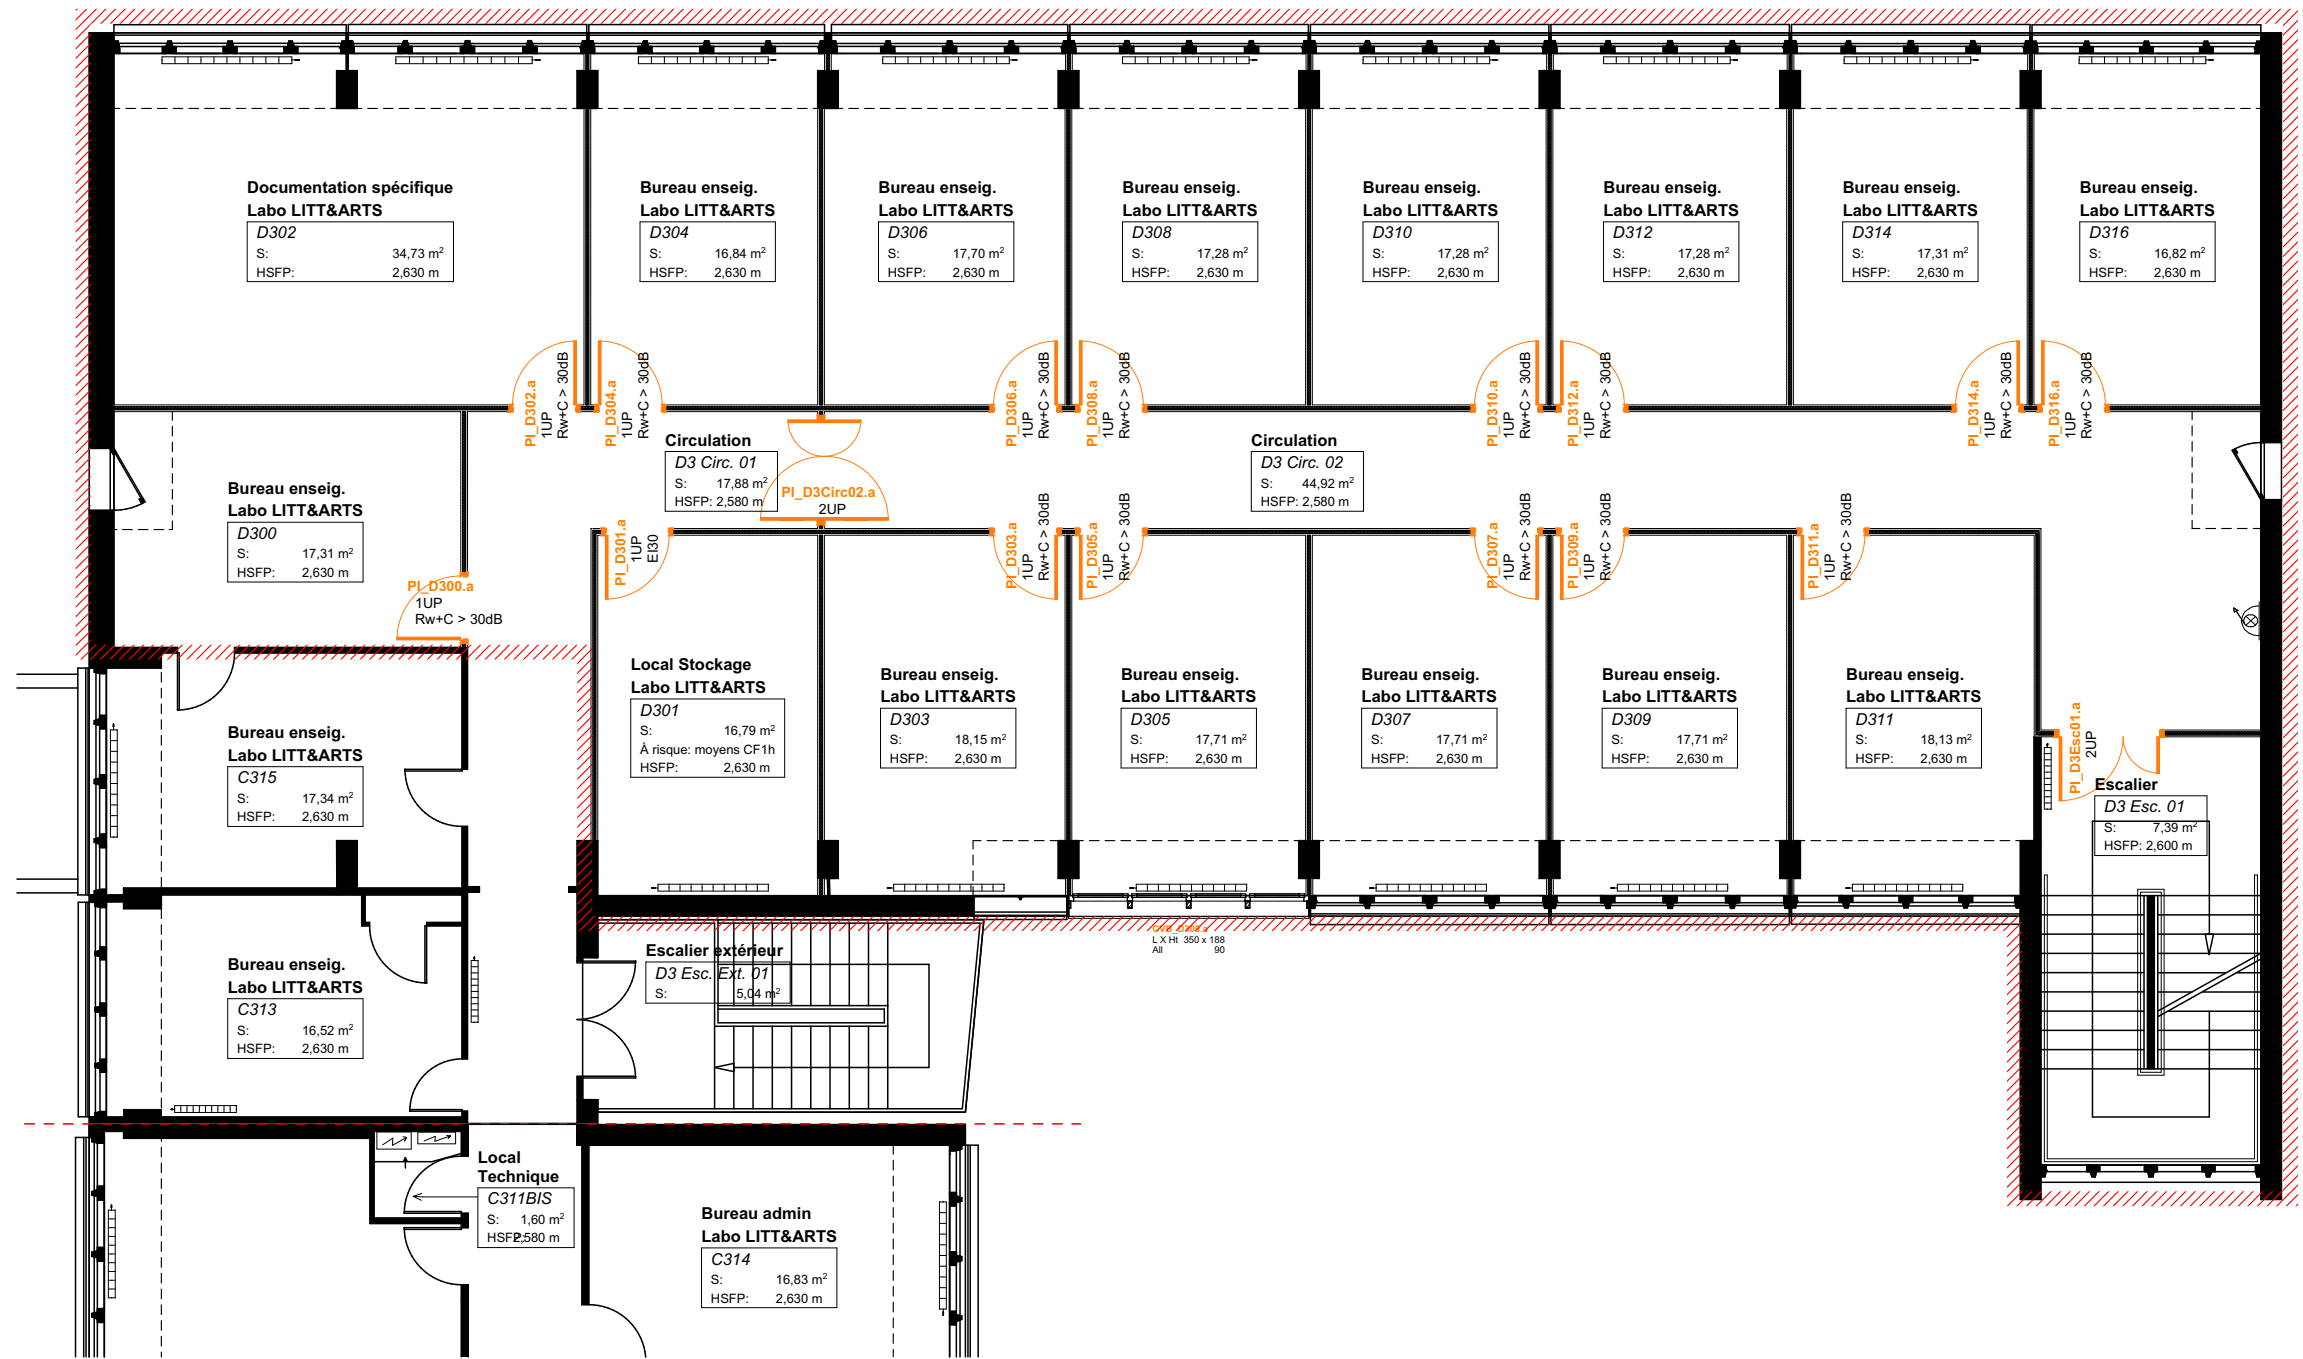 Documentation spécifique
Labo LITT&ARTS
D302
S: 34,73 m²
HSFP: 2,630 m
Bureau enseig.
Labo LITT&ARTS
D304
S: 16,84 m²
HSFP: 2,630 m
Bureau enseig.
Labo LITT&ARTS
D306
S: 17,70 m²
HSFP: 2,630 m
Bureau enseig.
Labo LITT&ARTS
D308
S: 17,28 m²
HSFP: 2,630 m
Bureau enseig.
Labo LITT&ARTS
D310
S: 17,28 m²
HSFP: 2,630 m
Bureau enseig.
Labo LITT&ARTS
D312
S: 17,28 m²
HSFP: 2,630 m
Bureau enseig.
Labo LITT&ARTS
D314
S: 17,31 m²
HSFP: 2,630 m
Bureau enseig.
Labo LITT&ARTS
D316
S: 16,82 m²
HSFP: 2,630 m
PI_D302.a
1UP
Rw+C > 30dB
PI_D304.a
1UP
Rw+C > 30dB
PI_D306.a
1UP
Rw+C > 30dB
PI_D308.a
1UP
Rw+C > 30dB
PI_D310.a
1UP
Rw+C > 30dB
PI_D312.a
1UP
Rw+C > 30dB
PI_D314.a
1UP
Rw+C > 30dB
PI_D316.a
1UP
Rw+C > 30dB
Circulation
D3 Circ. 01
S: 17,88 m²
HSFP: 2,580 m
PI_D3Circ02.a
2UP
Circulation
D3 Circ. 02
S: 44,92 m²
HSFP: 2,580 m
Bureau enseig.
Labo LITT&ARTS
D300
S: 17,31 m²
HSFP: 2,630 m
PI_D300.a
1UP
Rw+C > 30dB
PI_D301.a
1UP
EI30
PI_D303.a
1UP
Rw+C > 30dB
PI_D305.a
1UP
Rw+C > 30dB
PI_D307.a
1UP
Rw+C > 30dB
PI_D309.a
1UP
Rw+C > 30dB
PI_D311.a
1UP
Rw+C > 30dB
Local Stockage
Labo LITT&ARTS
D301
S: 16,79 m²
À risque: moyens CF1h
HSFP: 2,630 m
Bureau enseig.
Labo LITT&ARTS
D303
S: 18,15 m²
HSFP: 2,630 m
Bureau enseig.
Labo LITT&ARTS
D305
S: 17,71 m²
HSFP: 2,630 m
Bureau enseig.
Labo LITT&ARTS
D307
S: 17,71 m²
HSFP: 2,630 m
Bureau enseig.
Labo LITT&ARTS
D309
S: 17,71 m²
HSFP: 2,630 m
Bureau enseig.
Labo LITT&ARTS
D311
S: 18,13 m²
HSFP: 2,630 m
PI_D3Esc01.a
2UP
Escalier
D3 Esc. 01
S: 7,39 m²
HSFP: 2,600 m
Bureau enseig.
Labo LITT&ARTS
C315
S: 17,34 m²
HSFP: 2,630 m
Bureau enseig.
Labo LITT&ARTS
C313
S: 16,52 m²
HSFP: 2,630 m
Escalier extérieur
D3 Esc. Ext. 01
S: 5,04 m²
L X Ht 350 x 188
All 90
Local
Technique
C311BIS
S: 1,60 m²
HSFP: 2,580 m
Bureau admin
Labo LITT&ARTS
C314
S: 16,83 m²
HSFP: 2,630 m